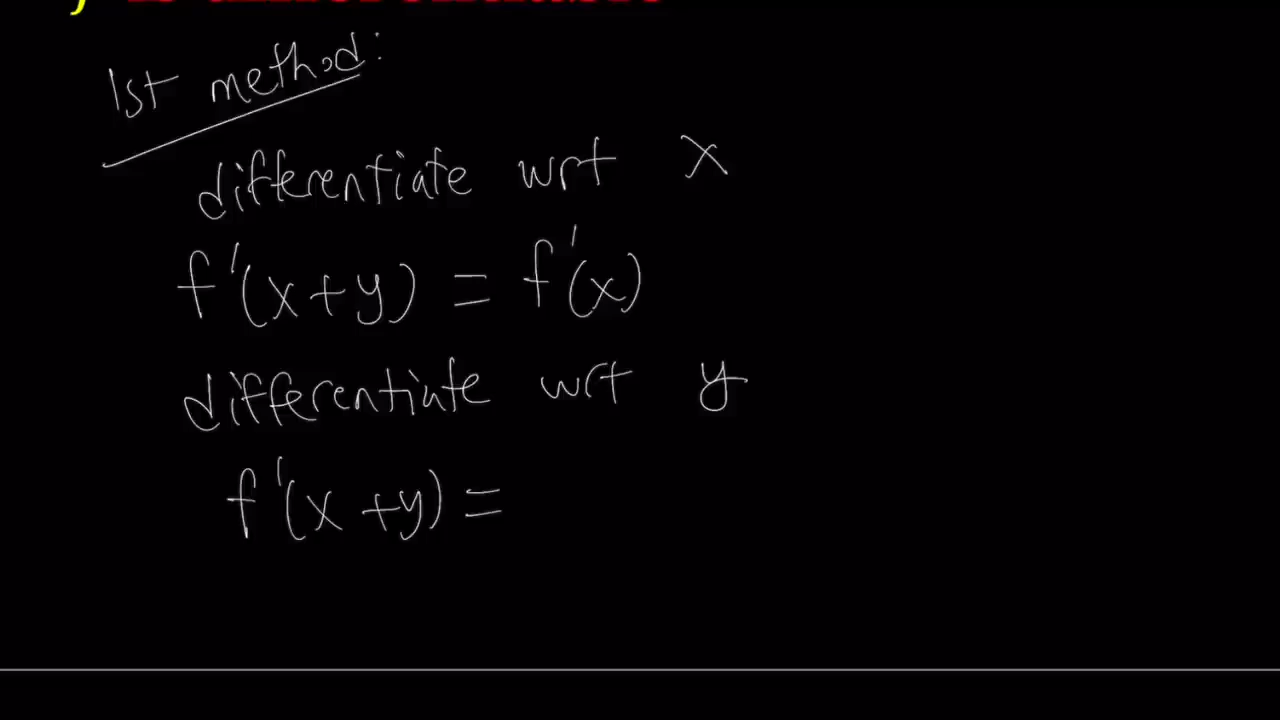 1st method:
differentiate wrt x
f'(x+y) = f'(x)
differentiate wrt y
f'(x+y) =